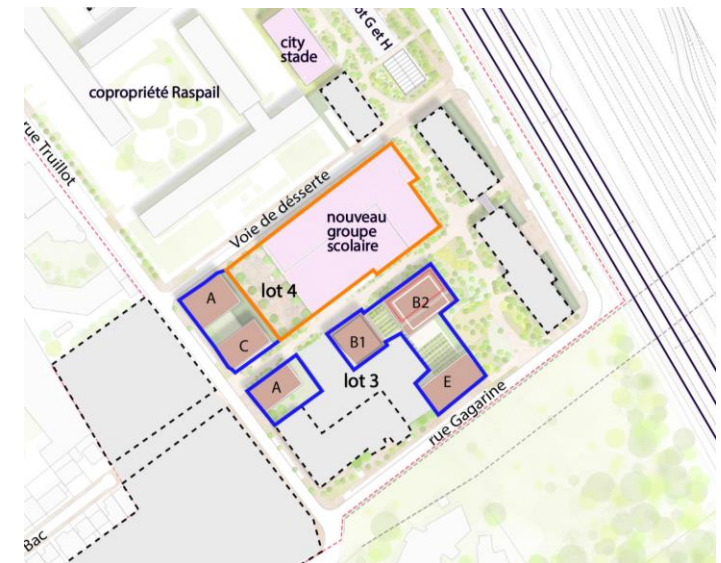 ot G et H
city
stade
copropriété Raspail
rue Truillot
Voie de désserte
nouveau
groupe
scolaire
A
lot 4
B2
C
B1
lot 3
A
E
rue Gagarine
Bac